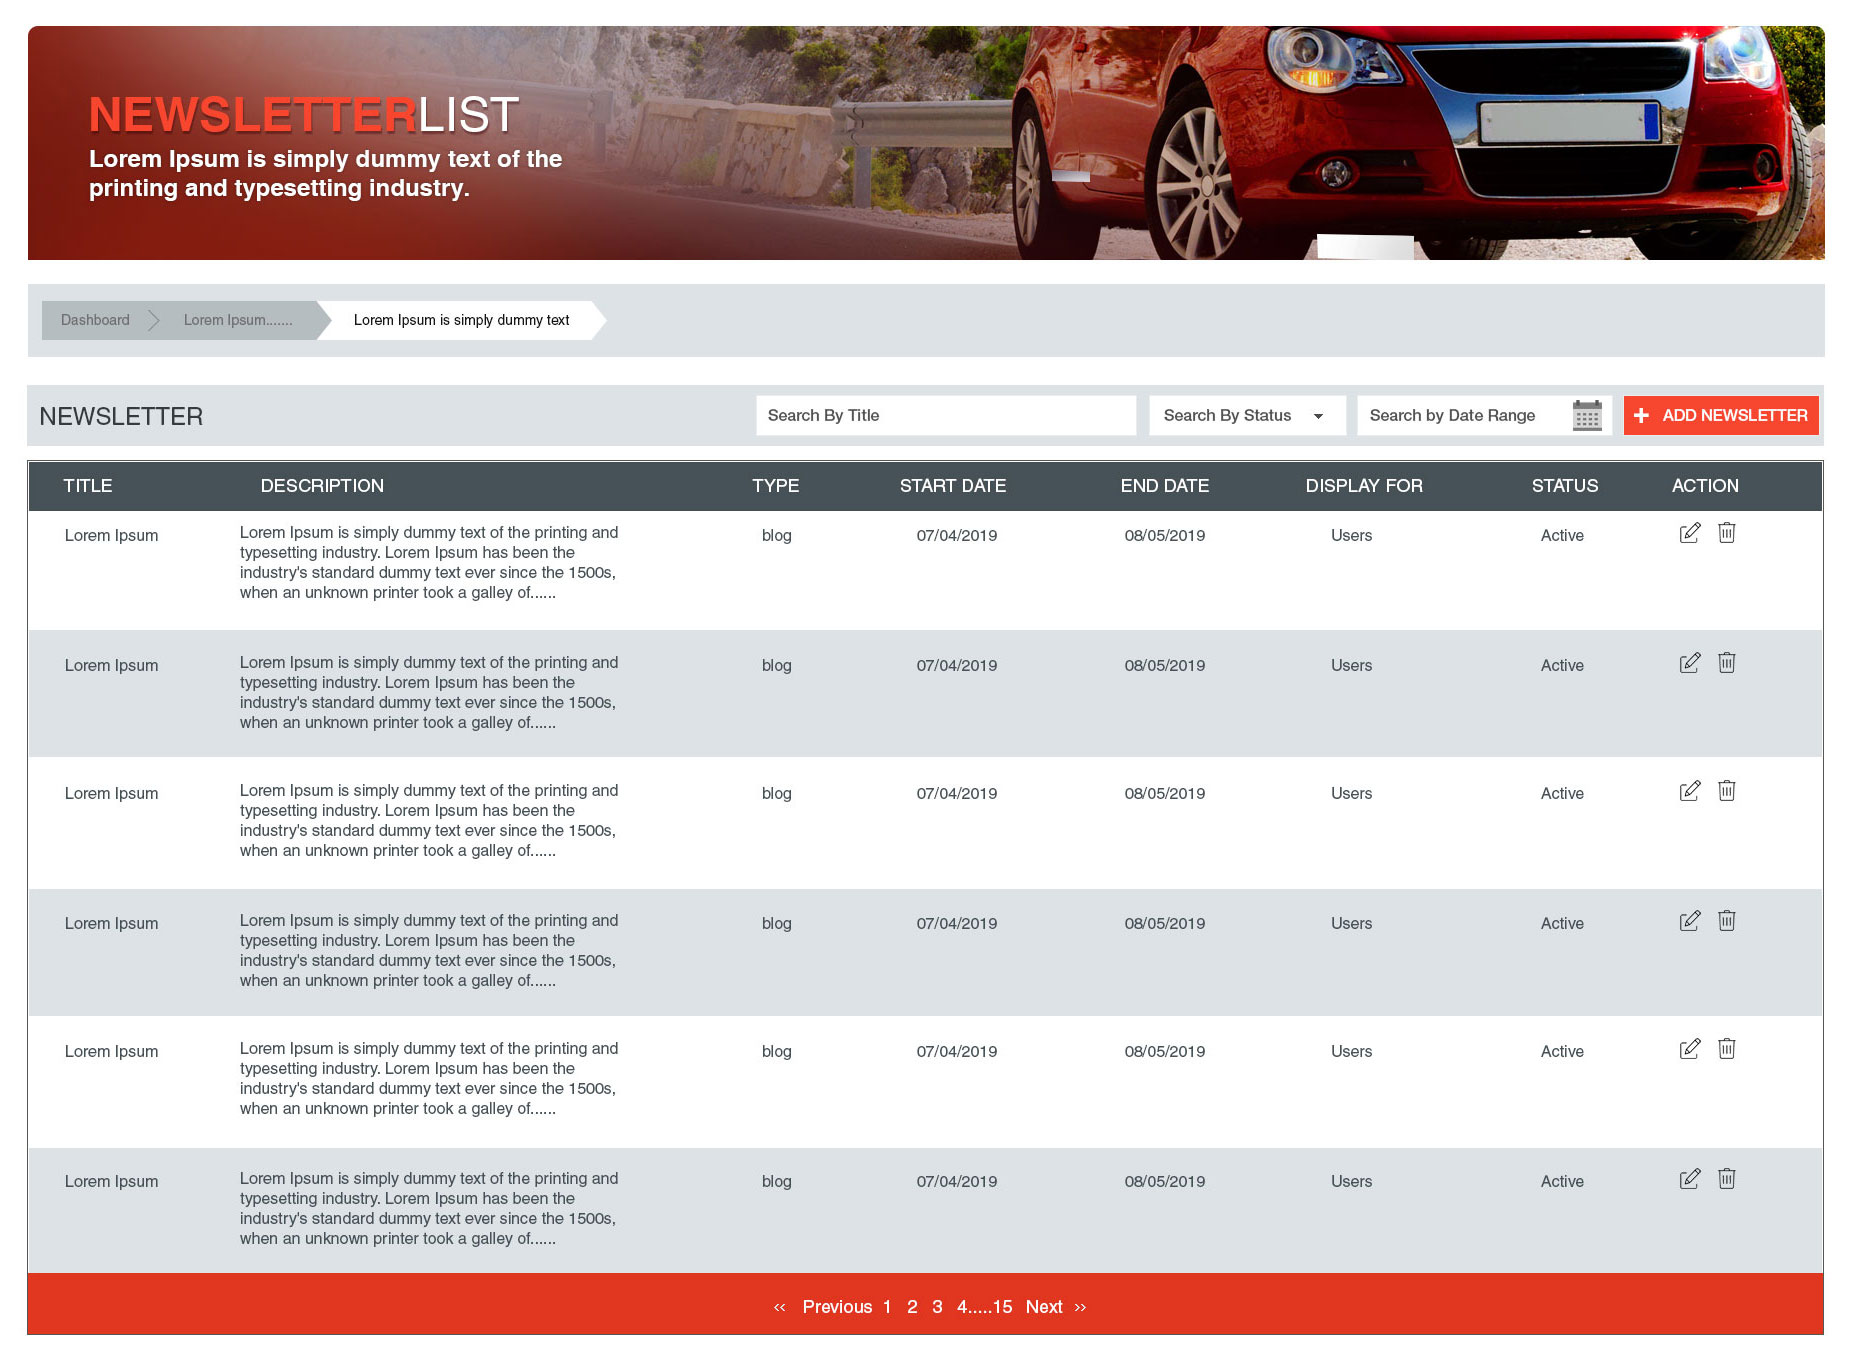 NEWSLETTERLIST
Lorem Ipsum is simply dummy text of the
printing and typesetting industry.
Dashboard Lorem Ipsum....... Lorem Ipsum is simply dummy text
NEWSLETTER Search By Title Search By Status Search by Date Range + ADD NEWSLETTER
TITLE DESCRIPTION TYPE START DATE END DATE DISPLAY FOR STATUS ACTION
Lorem Ipsum Lorem Ipsum is simply dummy text of the printing and blog 07/04/2019 08/05/2019 Users Active
typesetting industry. Lorem Ipsum has been the
industry's standard dummy text ever since the 1500s,
when an unknown printer took a galley of......
Lorem Ipsum Lorem Ipsum is simply dummy text of the printing and blog 07/04/2019 08/05/2019 Users Active
typesetting industry. Lorem Ipsum has been the
industry's standard dummy text ever since the 1500s,
when an unknown printer took a galley of......
Lorem Ipsum Lorem Ipsum is simply dummy text of the printing and blog 07/04/2019 08/05/2019 Users Active
typesetting industry. Lorem Ipsum has been the
industry's standard dummy text ever since the 1500s,
when an unknown printer took a galley of......
Lorem Ipsum Lorem Ipsum is simply dummy text of the printing and blog 07/04/2019 08/05/2019 Users Active
typesetting industry. Lorem Ipsum has been the
industry's standard dummy text ever since the 1500s,
when an unknown printer took a galley of......
Lorem Ipsum Lorem Ipsum is simply dummy text of the printing and blog 07/04/2019 08/05/2019 Users Active
typesetting industry. Lorem Ipsum has been the
industry's standard dummy text ever since the 1500s,
when an unknown printer took a galley of......
Lorem Ipsum Lorem Ipsum is simply dummy text of the printing and blog 07/04/2019 08/05/2019 Users Active
typesetting industry. Lorem Ipsum has been the
industry's standard dummy text ever since the 1500s,
when an unknown printer took a galley of......
‹‹ Previous 1 2 3 4.....15 Next ››